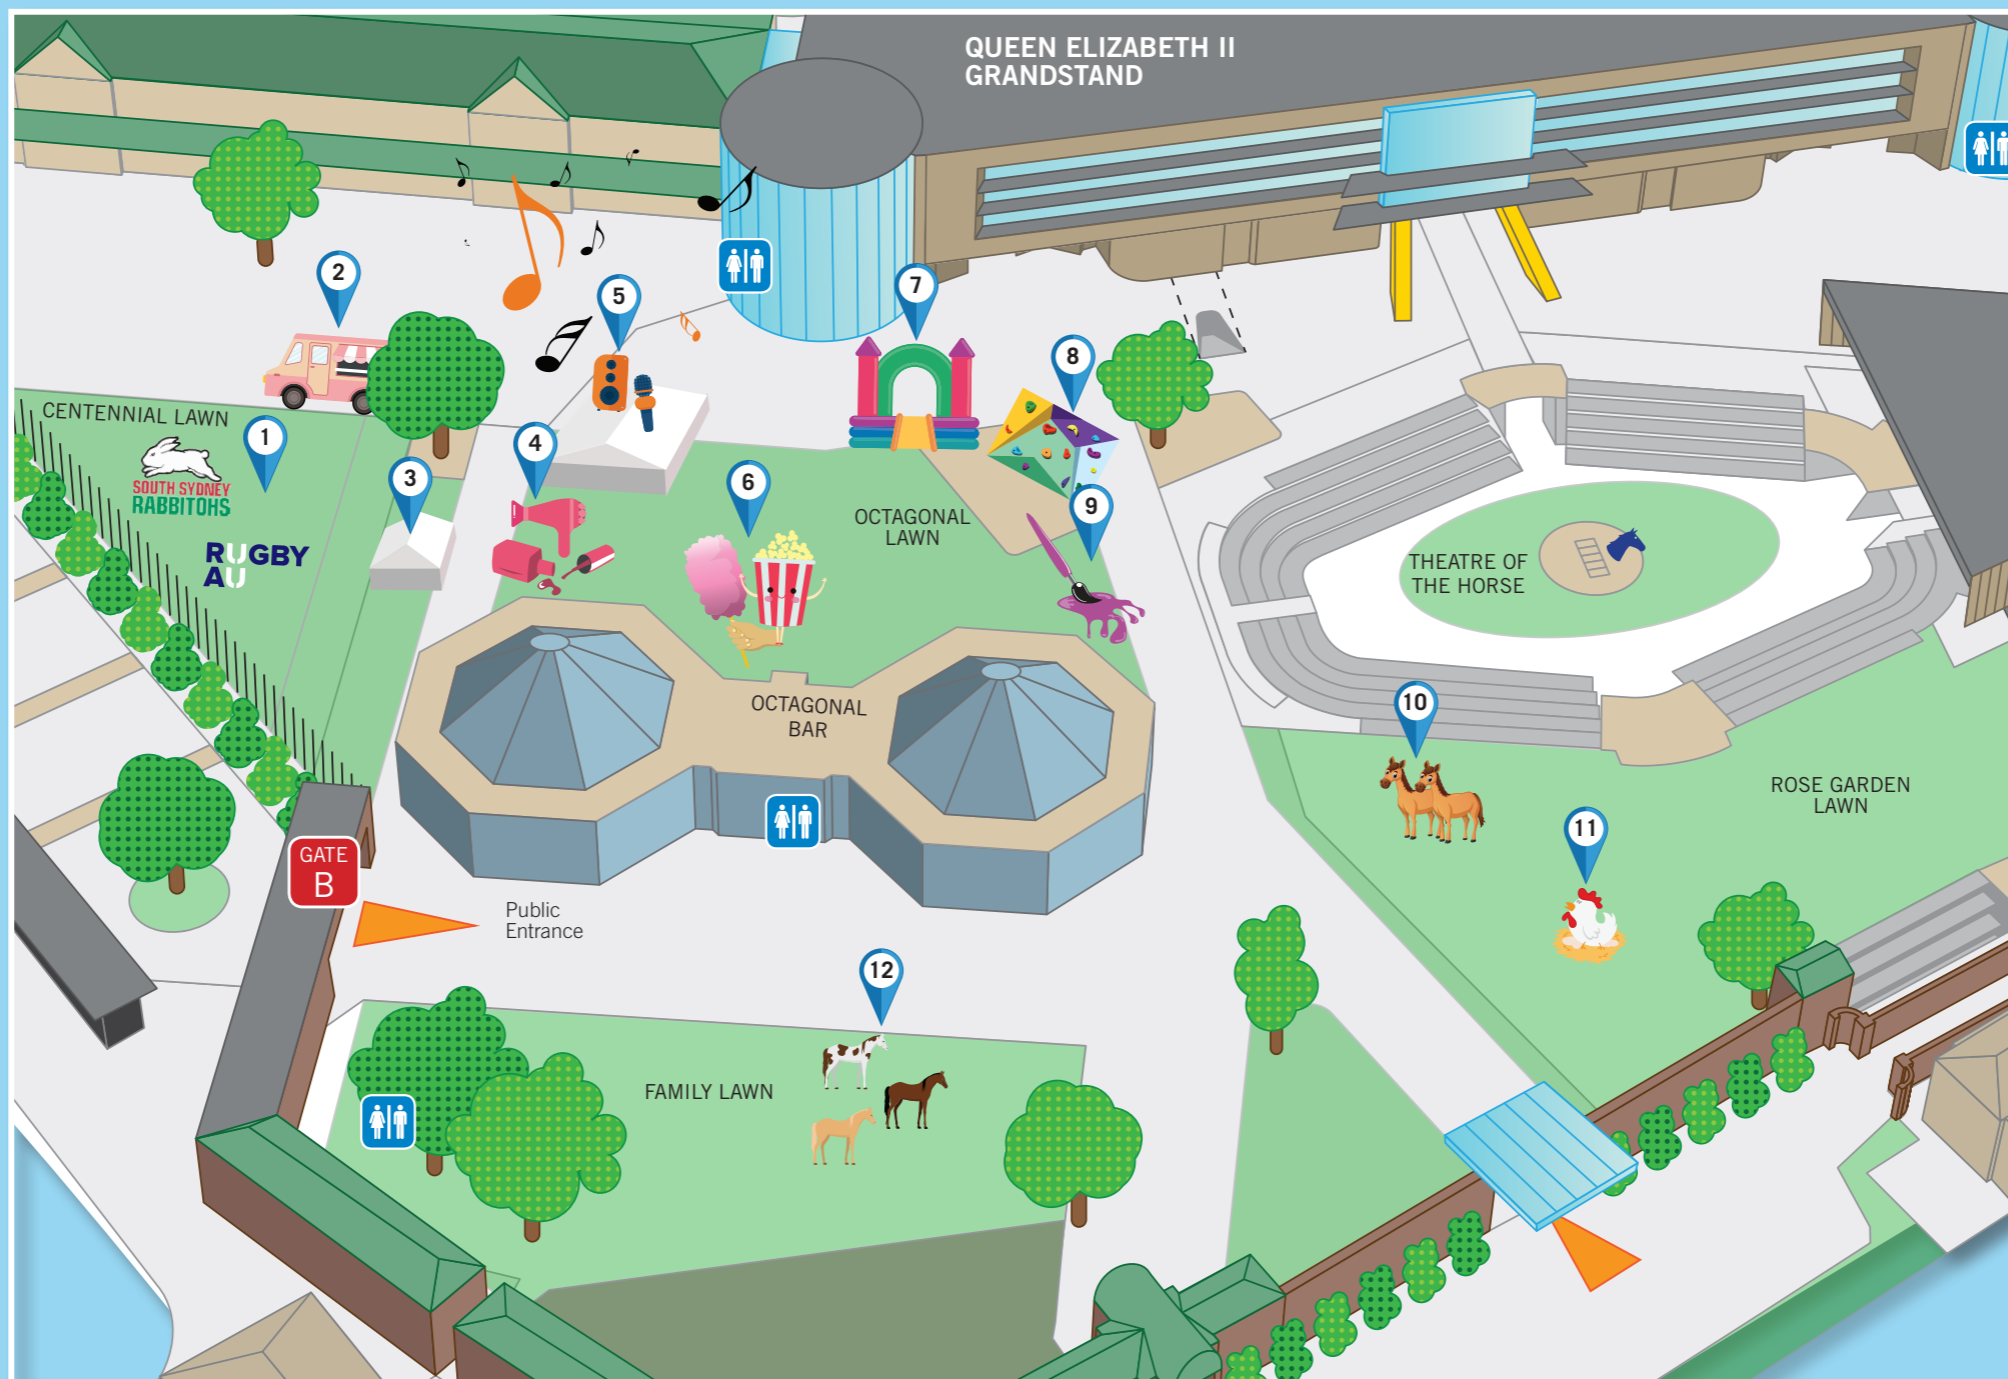 QUEEN ELIZABETH II
GRANDSTAND
2
7
5
8
CENTENNIAL LAWN
1
4
3
6
9
SOUTH SYDNEY
RABBITOHS
OCTAGONAL
LAWN
RUGBY
AU
THEATRE OF
THE HORSE
10
OCTAGONAL
BAR
ROSE GARDEN
LAWN
11
GATE
B
Public
Entrance
12
FAMILY LAWN